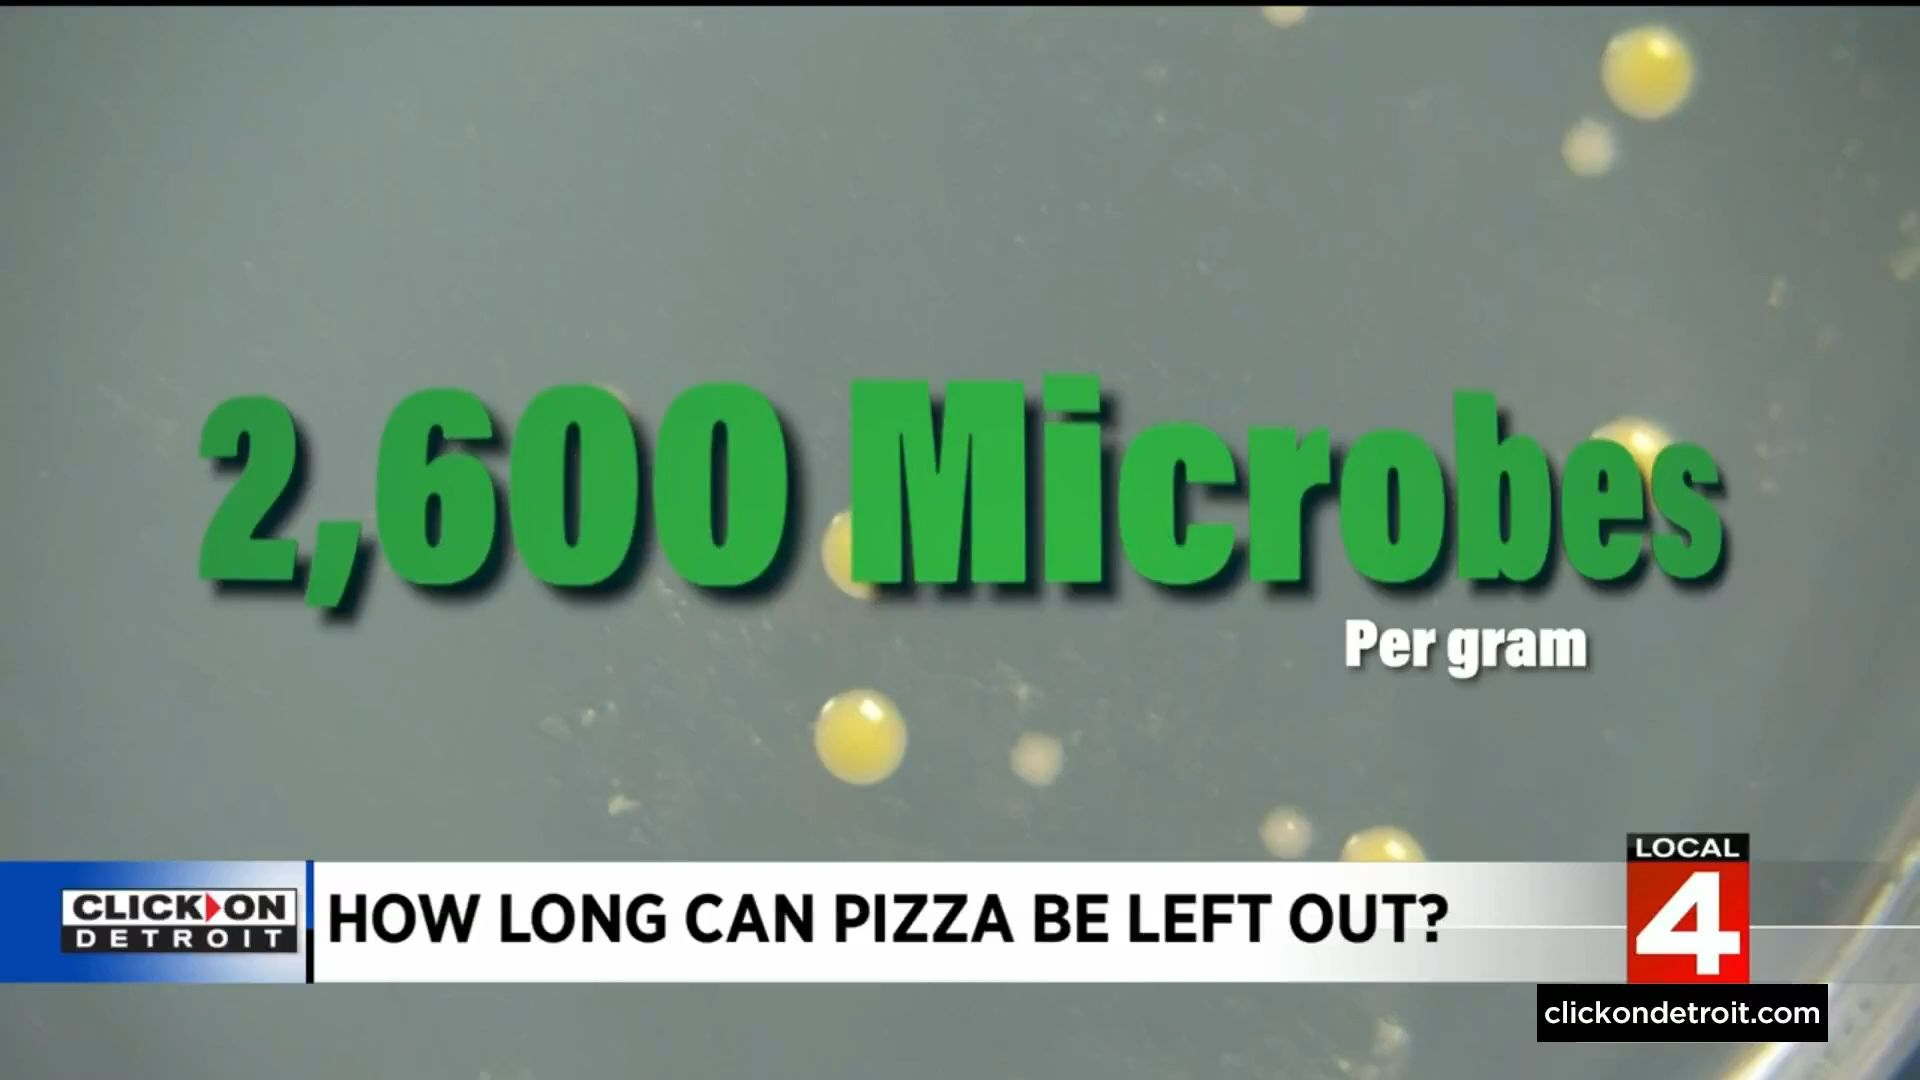 2,600 Microbes
Per gram
LOCAL
4
CLICK ON
DETROIT
HOW LONG CAN PIZZA BE LEFT OUT?
clickondetroit.com